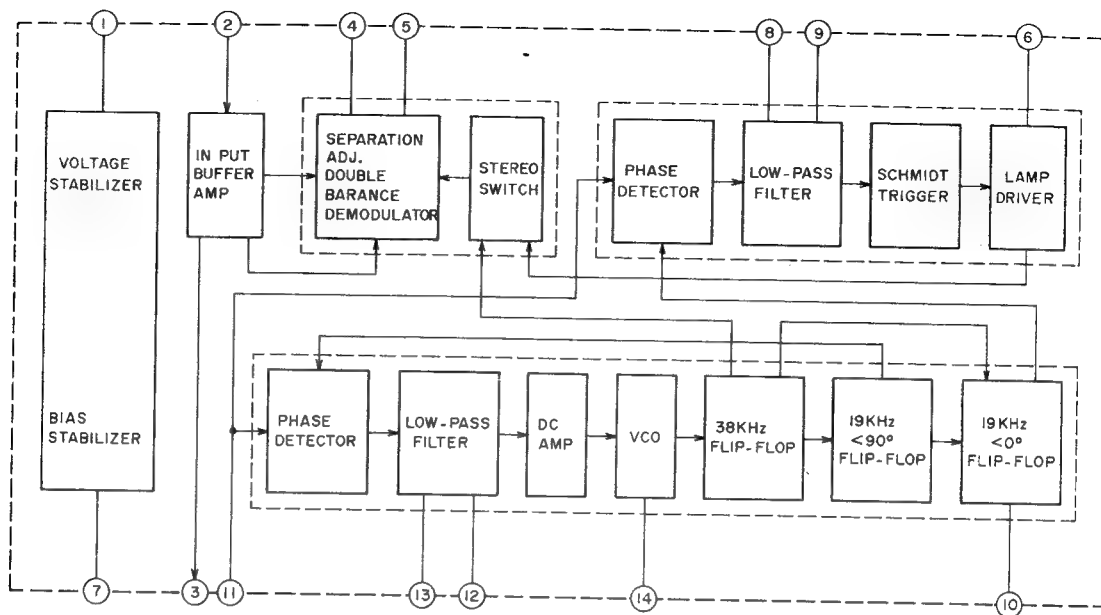 1
2
4
5
8
9
6
VOLTAGE
STABILIZER
BIAS
STABILIZER
IN PUT
BUFFER
AMP
SEPARATION
ADJ.
DOUBLE
BARANCE
DEMODULATOR
STEREO
SWITCH
PHASE
DETECTOR
LOW-PASS
FILTER
SCHMIDT
TRIGGER
LAMP
DRIVER
PHASE
DETECTOR
LOW-PASS
FILTER
DC
AMP
VCO
38KHz
FLIP-FLOP
19KHz
<90°
FLIP-FLOP
19KHz
<0°
FLIP-FLOP
7
3
11
13
12
14
10